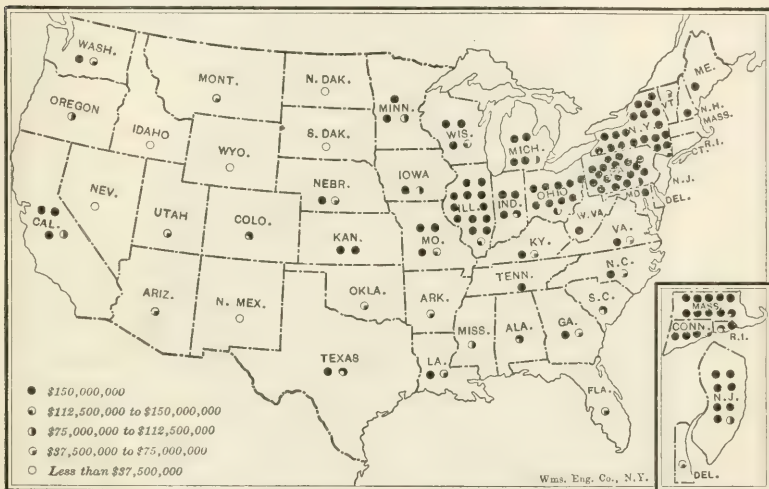 WASH.
MONT.
N. DAK.
MINN.
ME.
VT.
N.H.
MASS.
OREGON
IDAHO
S. DAK.
WIS.
MICH.
N.Y.
R.I.
CT.
WYO.
NEBR.
IOWA
ILL.
IND.
OHIO
MD.
N.J.
DEL.
NEV.
UTAH
COLO.
CAL.
KAN.
MO.
KY.
W.VA.
VA.
N.C.
TENN.
S.C.
ARIZ.
N. MEX.
OKLA.
ARK.
MISS.
ALA.
GA.
TEXAS
LA.
FLA.
MASS.
CONN.
R.I.
N.J.
DEL.
$150,000,000
$112,500,000 to $150,000,000
$75,000,000 to $112,500,000
$37,500,000 to $75,000,000
Less than $37,500,000
Wms. Eng. Co., N.Y.